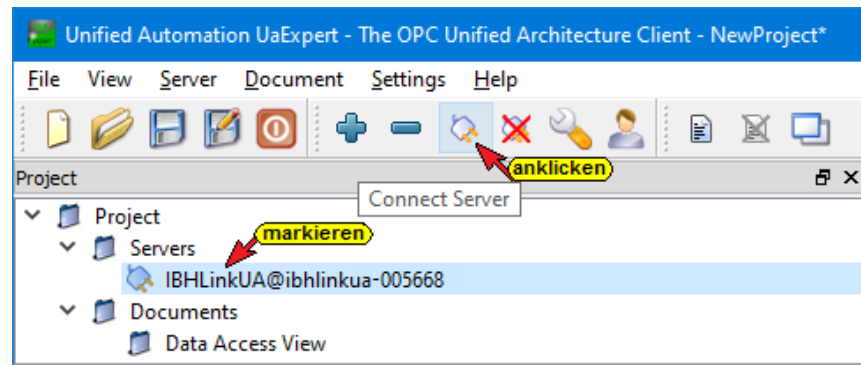 Unified Automation UaExpert - The OPC Unified Architecture Client - NewProject*
File View Server Document Settings Help
anklicken
Project
Connect Server
Project
markieren
Servers
IBHLinkUA@ibhlinkua-005668
Documents
Data Access View